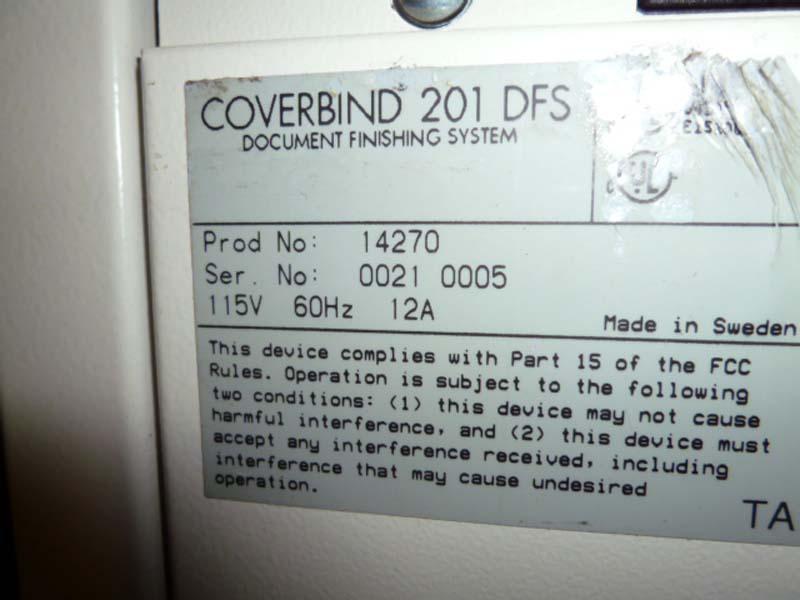 COVERBIND 201 DFS
DOCUMENT FINISHING SYSTEM
UL
Prod No: 14270
Ser. No: 0021 0005
115V 60Hz 12A
Made in Sweden
This device complies with Part 15 of the FCC
Rules. Operation is subject to the following
two conditions: (1) this device may not cause
harmful interference, and (2) this device must
accept any interference received, including
interference that may cause undesired
operation.
TA